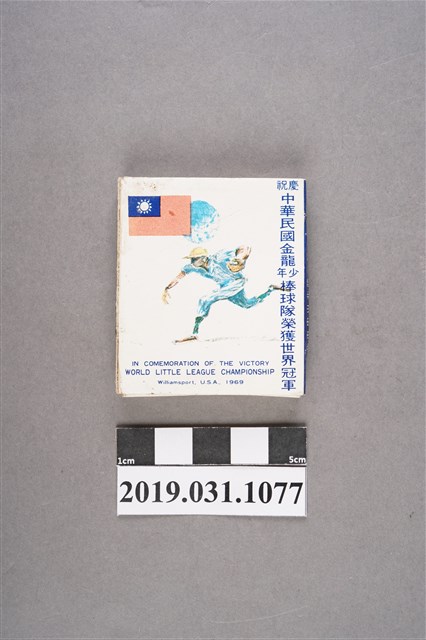 慶祝
中華民國金龍少年棒球隊榮獲世界冠軍
IN COMEMORATION OF THE VICTORY
WORLD LITTLE LEAGUE CHAMPIONSHIP
Williamsport, U.S.A, 1969
1cm
5cm
2019.031.1077